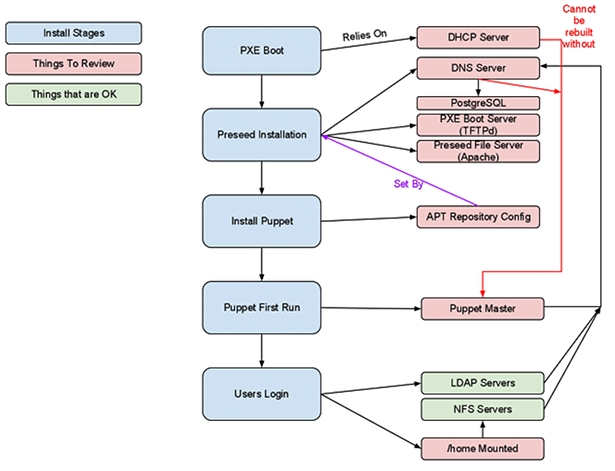 Install Stages
Things To Review
Things that are OK
PXE Boot
Relies On
DHCP Server
Cannot
be
rebuilt
without
DNS Server
PostgreSQL
Preseed Installation
PXE Boot Server
(TFTPd)
Preseed File Server
(Apache)
Set By
Install Puppet
APT Repository Config
Puppet First Run
Puppet Master
Users Login
LDAP Servers
NFS Servers
/home Mounted